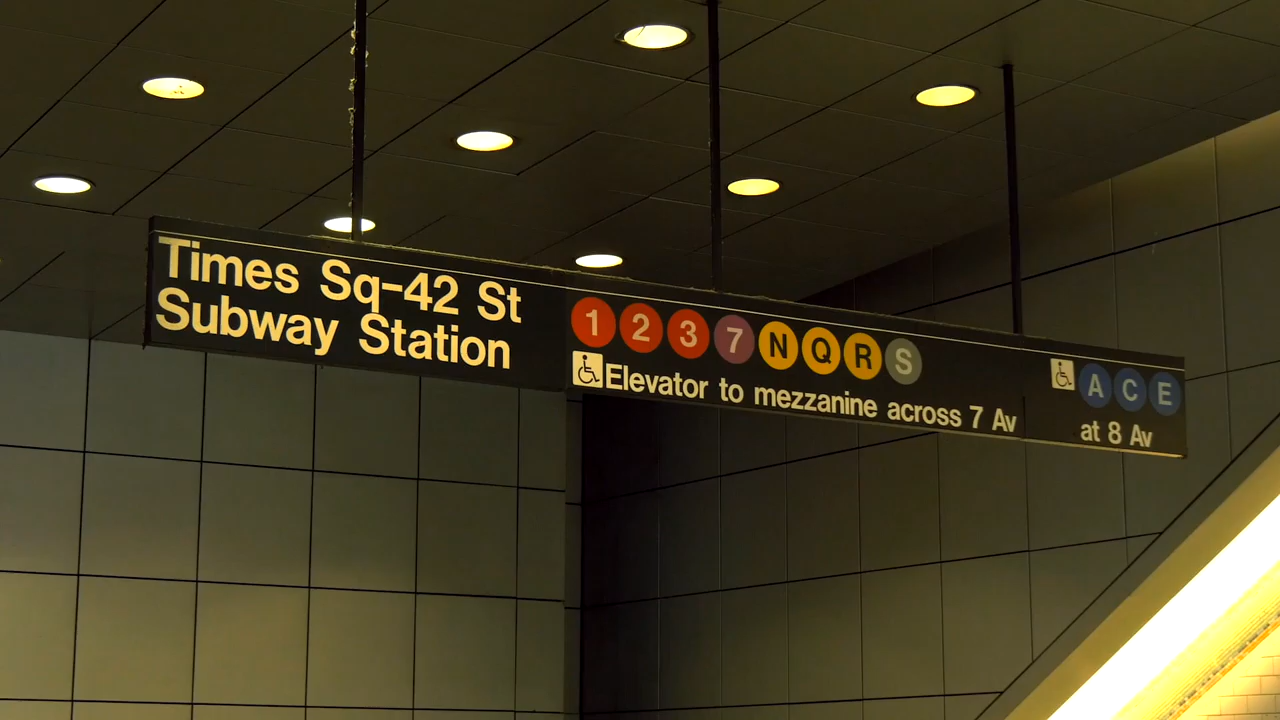 Times Sq-42 St
Subway Station
1 2 3 7 N Q R S
Elevator to mezzanine across 7 Av
A C E
at 8 Av